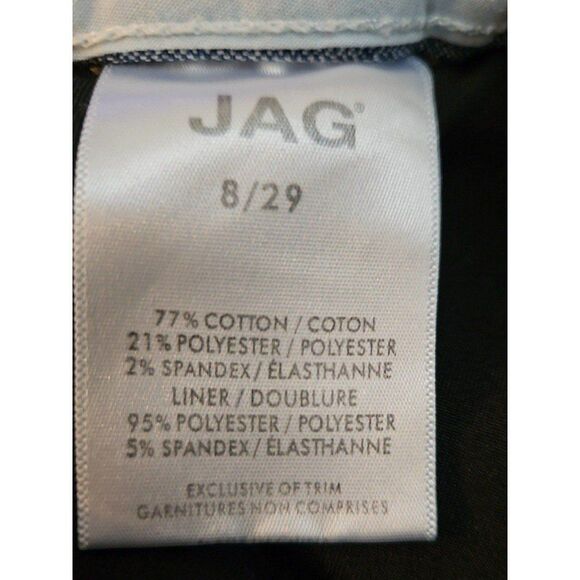 JAG®
8/29
77% COTTON / COTON
21% POLYESTER / POLYESTER
2% SPANDEX / ÉLASTHANNE
LINER / DOUBLURE
95% POLYESTER / POLYESTER
5% SPANDEX / ÉLASTHANNE
EXCLUSIVE OF TRIM
GARNITURES NON COMPRISES